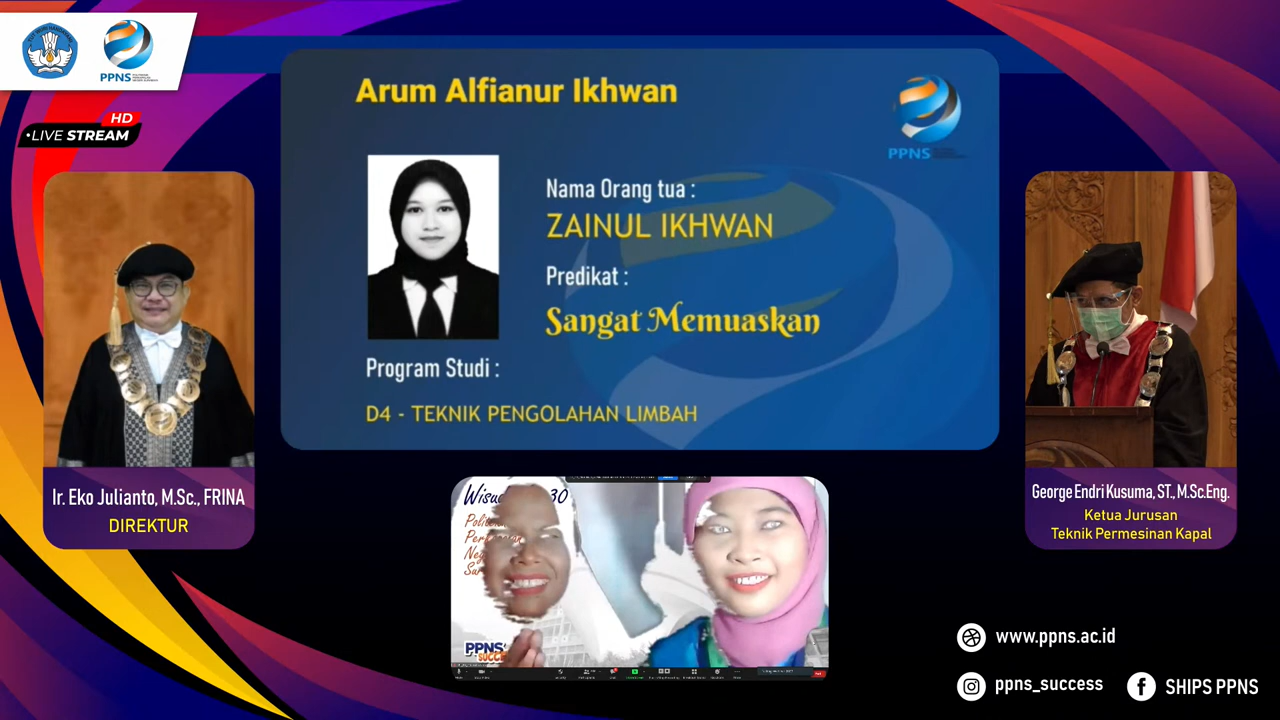 PPNS
HD
•LIVE STREAM
Arum Alfianur Ikhwan
PPNS
Nama Orang tua :
ZAINUL IKHWAN
Predikat :
Sangat Memuaskan
Program Studi :
D4 - TEKNIK PENGOLAHAN LIMBAH
Ir. Eko Julianto, M.Sc., FRINA
DIREKTUR
George Endri Kusuma, ST., M.Sc.Eng.
Ketua Jurusan
Teknik Permesinan Kapal
30
PPNS
www.ppns.ac.id
ppns_success
SHIPS PPNS